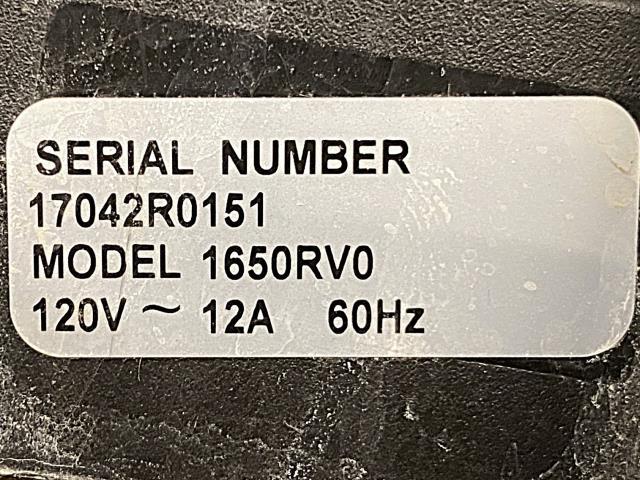 SERIAL NUMBER
17042R0151
MODEL 1650RV0
120V ~ 12A 60Hz